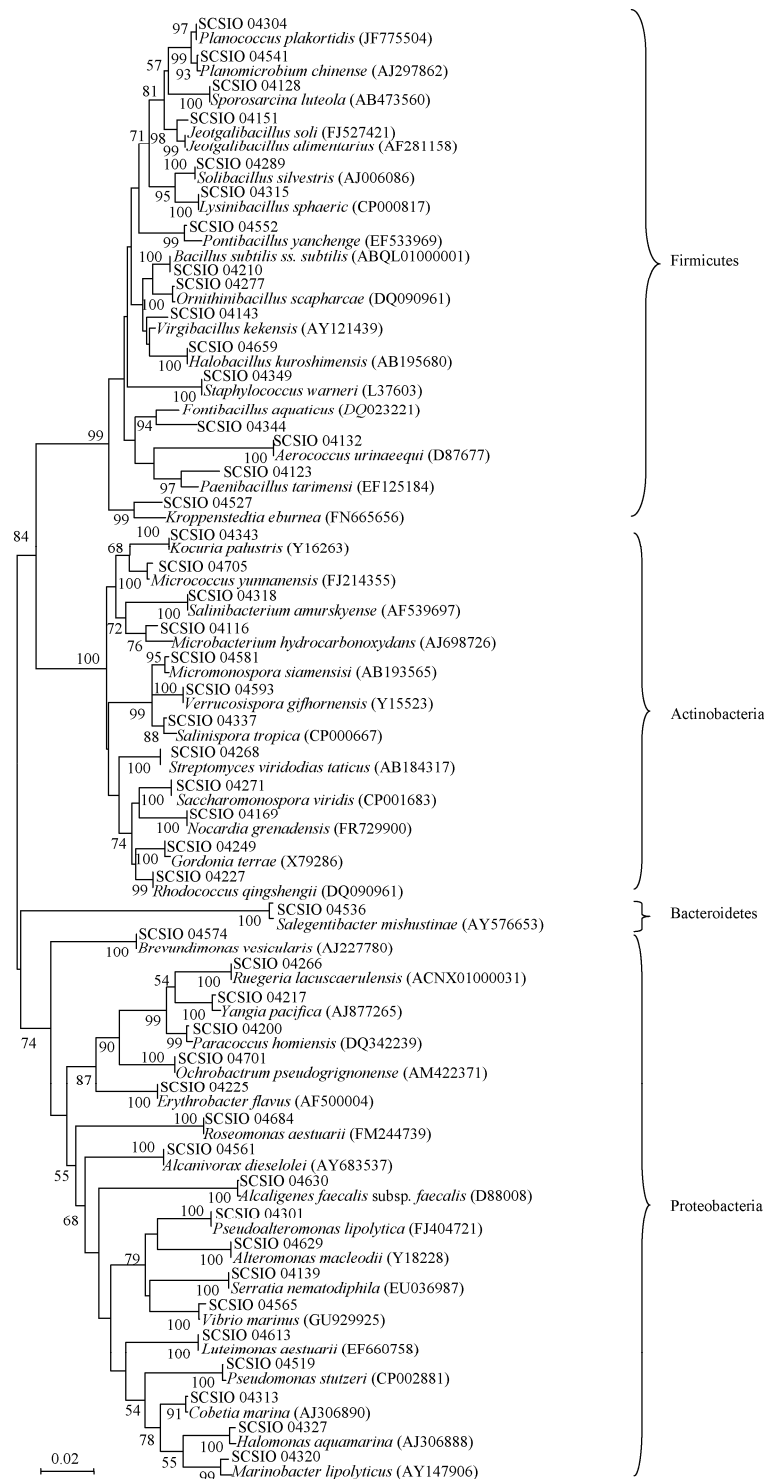 SCSIO 04304
97
Planococcus plakortidis (JF775504)
SCSIO 04541
99
57
93
Planomicrobium chinense (AJ297862)
SCSIO 04128
81
100
Sporosarcina luteola (AB473560)
SCSIO 04151
71
98
Jeotgalibacillus soli (FJ527421)
99
Jeotgalibacillus alimentarius (AF281158)
100
SCSIO 04289
Solibacillus silvestris (AJ006086)
95
SCSIO 04315
100
Lysinibacillus sphaeric (CP000817)
SCSIO 04552
99
Pontibacillus yanchenge (EF533969)
100
Bacillus subtilis ss. subtilis (ABQL01000001)
Firmicutes
SCSIO 04210
SCSIO 04277
100
Ornithinibacillus scapharcae (DQ090961)
SCSIO 04143
Virgibacillus kekensis (AY121439)
SCSIO 04659
100
Halobacillus kuroshimensis (AB195680)
SCSIO 04349
100
Staphylococcus warneri (L37603)
Fontibacillus aquaticus (DQ023221)
94
SCSIO 04344
99
SCSIO 04132
100
Aerococcus urinaeequi (D87677)
SCSIO 04123
97
Paenibacillus tarimensi (EF125184)
SCSIO 04527
99
Kroppenstedtia eburnea (FN665656)
84
100
SCSIO 04343
68
Kocuria palustris (Y16263)
SCSIO 04705
100
Micrococcus yunnanensis (FJ214355)
SCSIO 04318
100
Salinibacterium amurskyense (AF539697)
72
SCSIO 04116
76
Microbacterium hydrocarbonoxydans (AJ698726)
100
95
SCSIO 04581
Micromonospora siamensisi (AB193565)
100
SCSIO 04593
Verrucosispora gifhornensis (Y15523)
99
SCSIO 04337
Actinobacteria
88
Salinispora tropica (CP000667)
SCSIO 04268
100
Streptomyces viridodias taticus (AB184317)
SCSIO 04271
100
Saccharomonospora viridis (CP001683)
SCSIO 04169
100
Nocardia grenadensis (FR729900)
74
SCSIO 04249
100
Gordonia terrae (X79286)
SCSIO 04227
99
Rhodococcus qingshengii (DQ090961)
SCSIO 04536
Bacteroidetes
100
Salegentibacter mishustinae (AY576653)
SCSIO 04574
100
Brevundimonas vesicularis (AJ227780)
SCSIO 04266
54
100
Ruegeria lacuscaerulensis (ACNX01000031)
SCSIO 04217
100
Yangia pacifica (AJ877265)
99
SCSIO 04200
74
90
99
Paracoccus homiensis (DQ342239)
100
SCSIO 04701
Ochrobactrum pseudogrignonense (AM422371)
87
SCSIO 04225
100
Erythrobacter flavus (AF500004)
100
SCSIO 04684
Roseomonas aestuarii (FM244739)
100
SCSIO 04561
Alcanivorax dieselolei (AY683537)
55
SCSIO 04630
100
Alcaligenes faecalis subsp. faecalis (D88008)
Proteobacteria
68
100
SCSIO 04301
Pseudoalteromonas lipolytica (FJ404721)
SCSIO 04629
79
100
Alteromonas macleodii (Y18228)
SCSIO 04139
100
Serratia nematodiphila (EU036987)
SCSIO 04565
100
Vibrio marinus (GU929925)
SCSIO 04613
100
Luteimonas aestuarii (EF660758)
SCSIO 04519
100
Pseudomonas stutzeri (CP002881)
SCSIO 04313
54
91
Cobetia marina (AJ306890)
SCSIO 04327
78
100
Halomonas aquamarina (AJ306888)
55
SCSIO 04320
0.02
99
Marinobacter lipolyticus (AY147906)